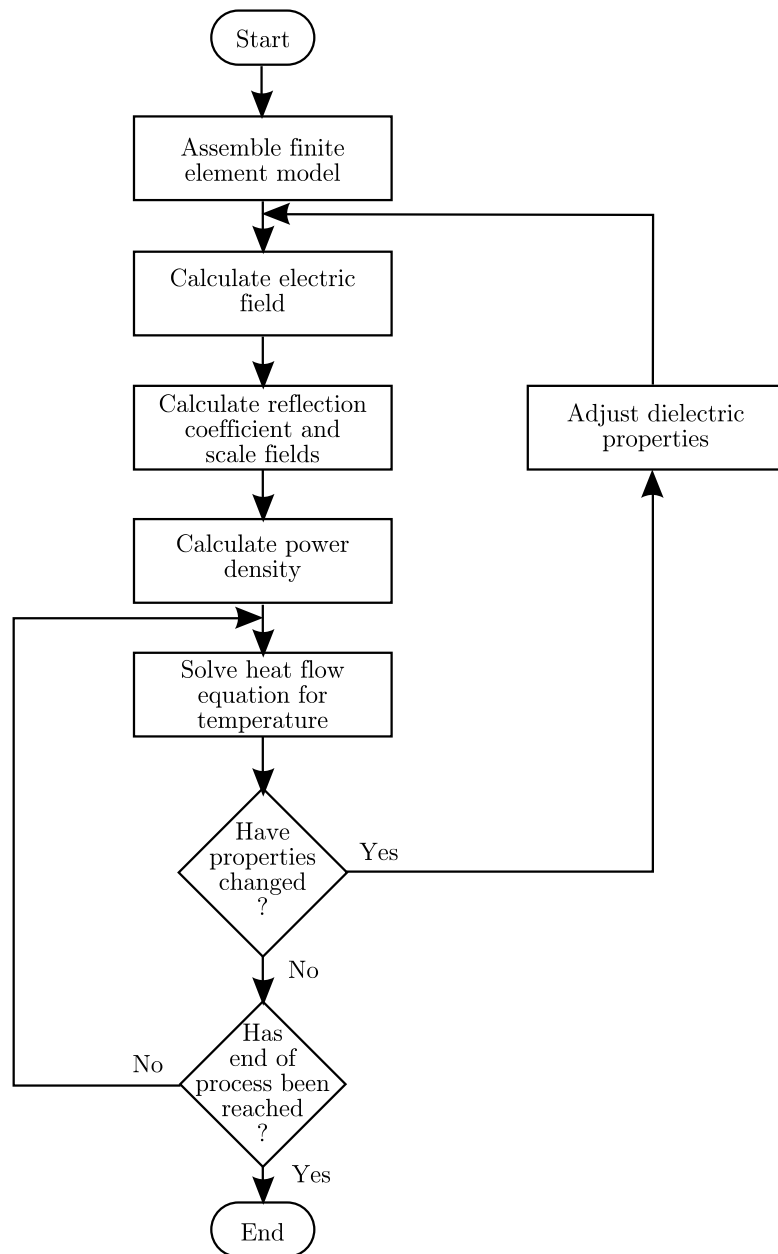 Start
Assemble finite
element model
Calculate electric
field
Calculate reflection
coefficient and
scale fields
Adjust dielectric
properties
Calculate power
density
Solve heat flow
equation for
temperature
Have
properties
changed
?
Yes
No
Has
end of
process been
reached
?
No
Yes
End